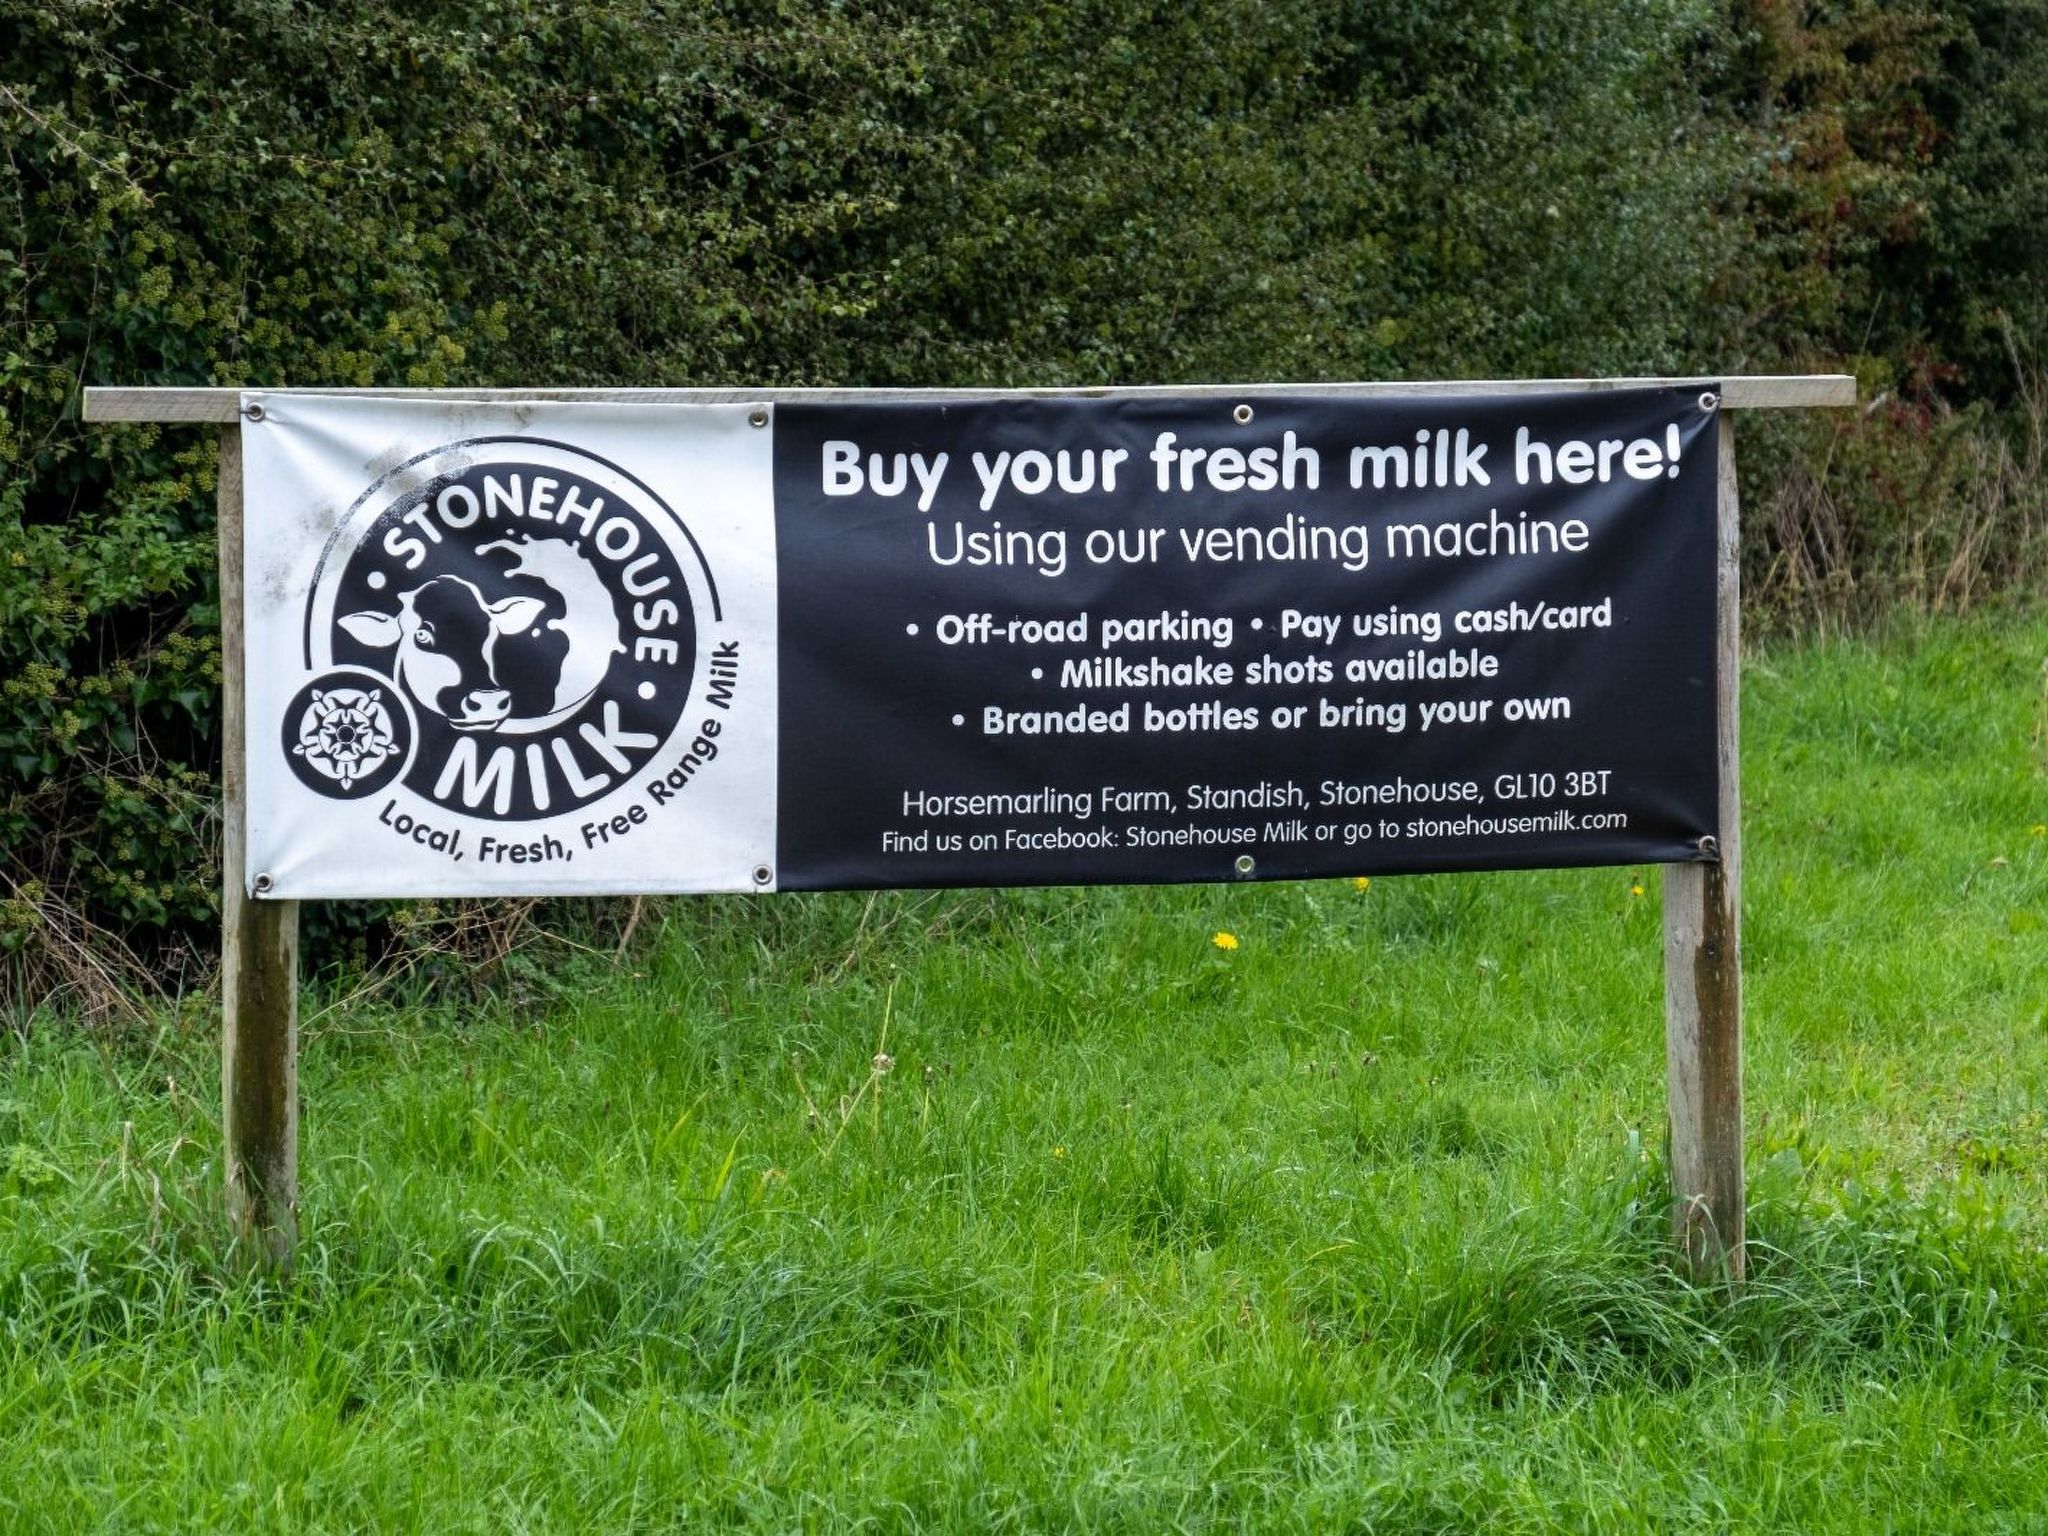 STONEHOUSE
MILK
Local, Fresh, Free Range Milk
Buy your fresh milk here!
Using our vending machine
• Off-road parking • Pay using cash/card
• Milkshake shots available
• Branded bottles or bring your own
Horsemarling Farm, Standish, Stonehouse, GL10 3BT
Find us on Facebook: Stonehouse Milk or go to stonehousemilk.com